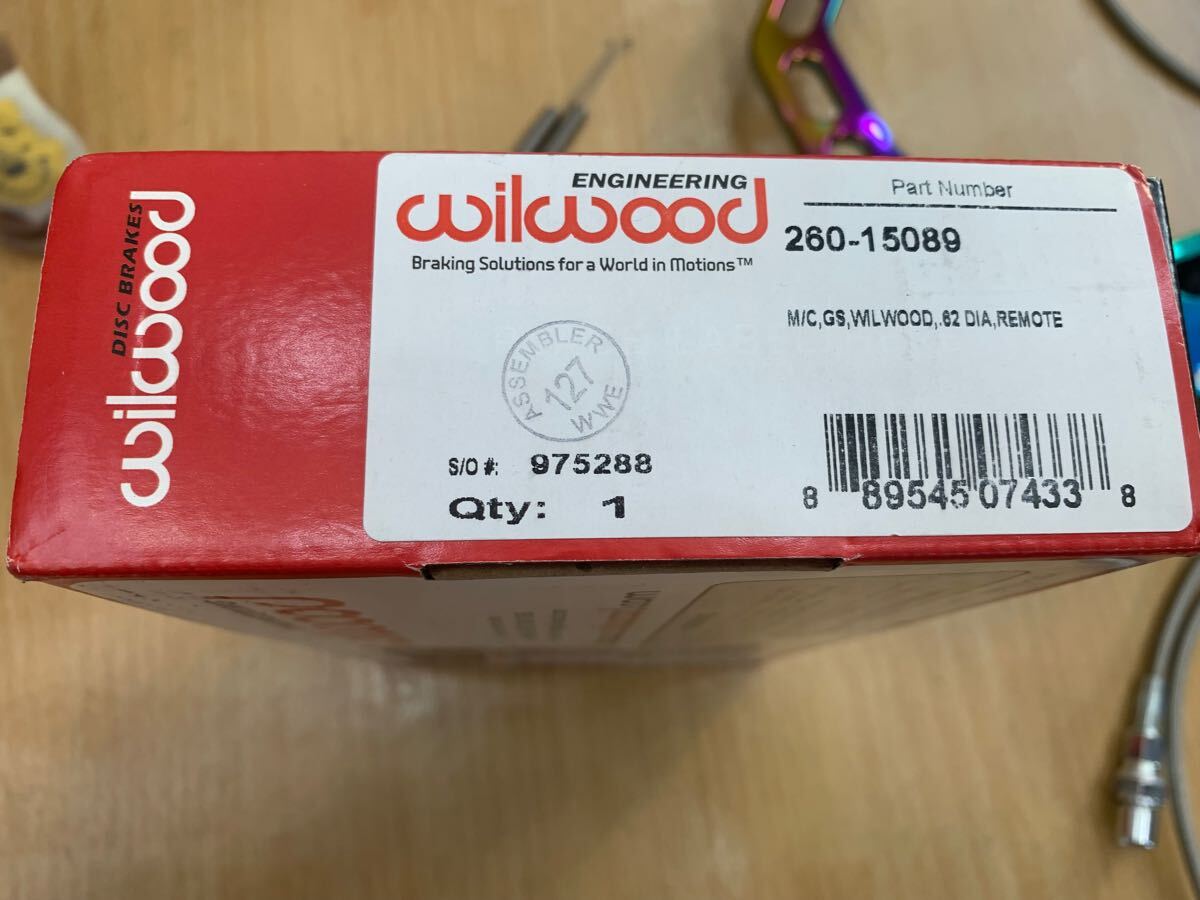 DISC BRAKES
wilwood
ENGINEERING
wilwood
Braking Solutions for a World in Motions™
Part Number
260-15089
M/C,GS,WILWOOD,.62 DIA,REMOTE
ASSEMBLER
127
WWE
S/O #: 975288
Qty: 1
8 89545 07433 8